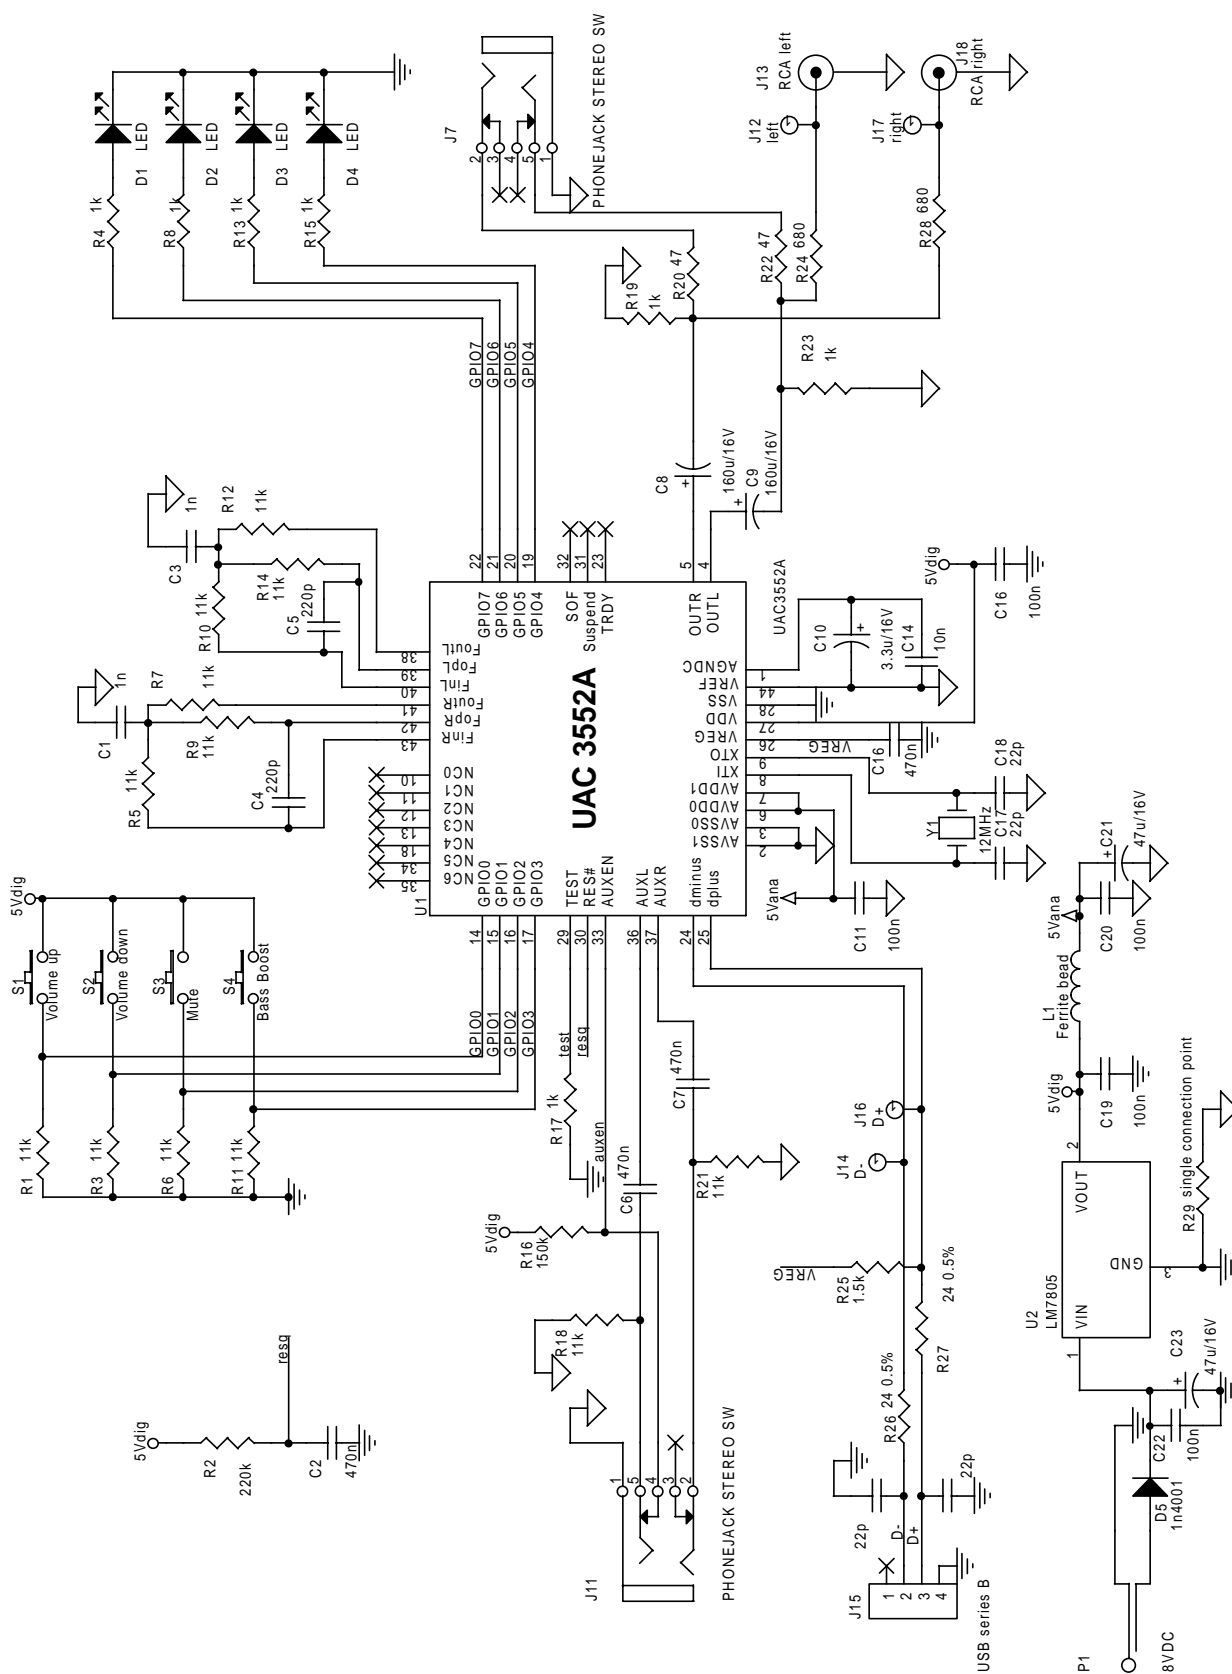 5Vdig
S1
Volume up
S2
Volume down
S3
Mute
S4
Bass Boost
R1 11k
R3 11k
R6 11k
R11 11k
GPIO0
GPIO1
GPIO2
GPIO3
5Vdig
R2
220k
resq
C2
470n
5Vdig
R16
150k
auxen
R17 1k
test
resq
C6
470n
C7
470n
R18
11k
R21
11k
J11
1
5
4
3
2
PHONEJACK STEREO SW
VREG
R25
1.5k
J14
D-
J16
D+
R26 24 0.5%
R27
24 0.5%
22p
22p
D-
D+
J15
1
2
3
4
USB series B
P1
8VDC
D5
1n4001
C22
100n
C23
47u/16V
U2
LM7805
VIN
VOUT
GND
1
2
3
R29 single connection point
5Vdig
C19
100n
L1
Ferrite bead
5Vana
C20
100n
C21
47u/16V
U1
UAC 3552A
UAC3552A
14 GPIO0
15 GPIO1
16 GPIO2
17 GPIO3
29 TEST
30 RES#
33 AUXEN
36 AUXL
37 AUXR
24 dminus
25 dplus
35 NC6
34 NC5
18 NC4
13 NC3
12 NC2
11 NC1
10 NC0
43 FinR
42 FopR
41 FoutR
40 FinL
39 FopL
38 FoutL
22 GPIO7
21 GPIO6
20 GPIO5
19 GPIO4
32 SOF
31 Suspend
23 TRDY
5 OUTR
4 OUTL
1 AGNDC
44 VREF
28 VSS
27 VDD
26 VREG
9 XTO
8 XTI
7 AVDD1
6 AVDD0
3 AVSS0
2 AVSS1
C1
1n
R7
11k
R9
11k
R5
11k
C4
220p
C3
1n
R12
11k
R14
11k
R10 11k
C5
220p
GPIO7
GPIO6
GPIO5
GPIO4
R4 1k
R8 1k
R13 1k
R15 1k
D1 LED
D2 LED
D3 LED
D4 LED
J7
2
3
4
5
1
PHONEJACK STEREO SW
R19
1k
R20 47
R22 47
R24 680
R28 680
R23
1k
J12
left
J13
RCA left
J17
right
J18
RCA right
C8
160u/16V
C9
160u/16V
C10
3.3u/16V
C14
10n
5Vdig
C16
100n
VREG
C16
470n
Y1
12MHz
C17
22p
C18
22p
5Vana
C11
100n